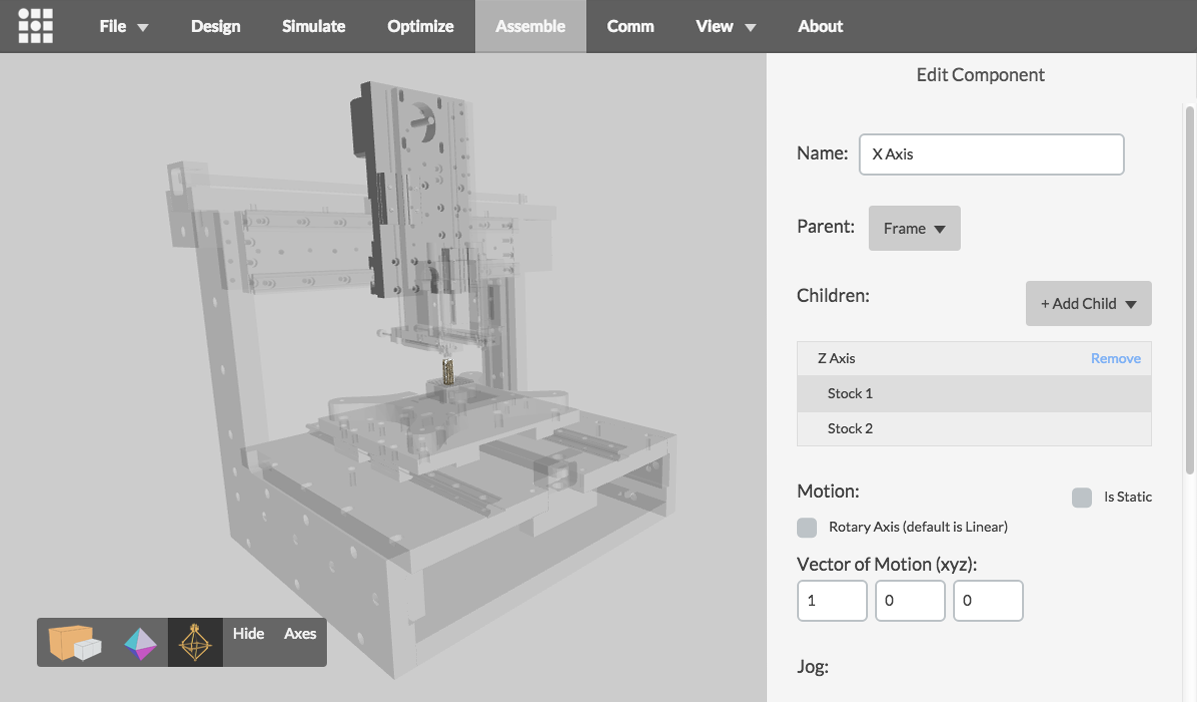 File Design Simulate Optimize Assemble Comm View About
Edit Component
Name: X Axis
Parent: Frame
Children:
+ Add Child
Z Axis Remove
Stock 1
Stock 2
Motion:
Is Static
Rotary Axis (default is Linear)
Vector of Motion (xyz):
1 0 0
Hide Axes
Jog: